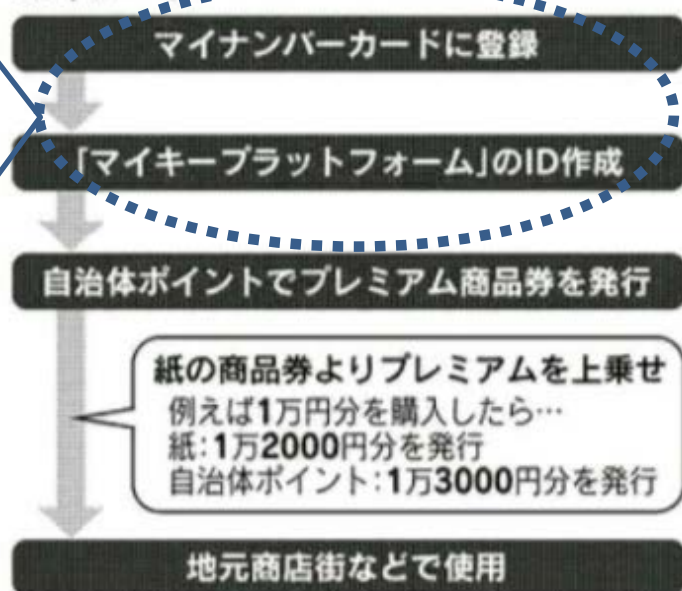 マイナンバーカードに登録
「マイキープラットフォーム」のID作成
自治体ポイントでプレミアム商品券を発行
紙の商品券よりプレミアムを上乗せ
例えば1万円分を購入したら…
紙：1万2000円分を発行
自治体ポイント：1万3000円分を発行
地元商店街などで使用